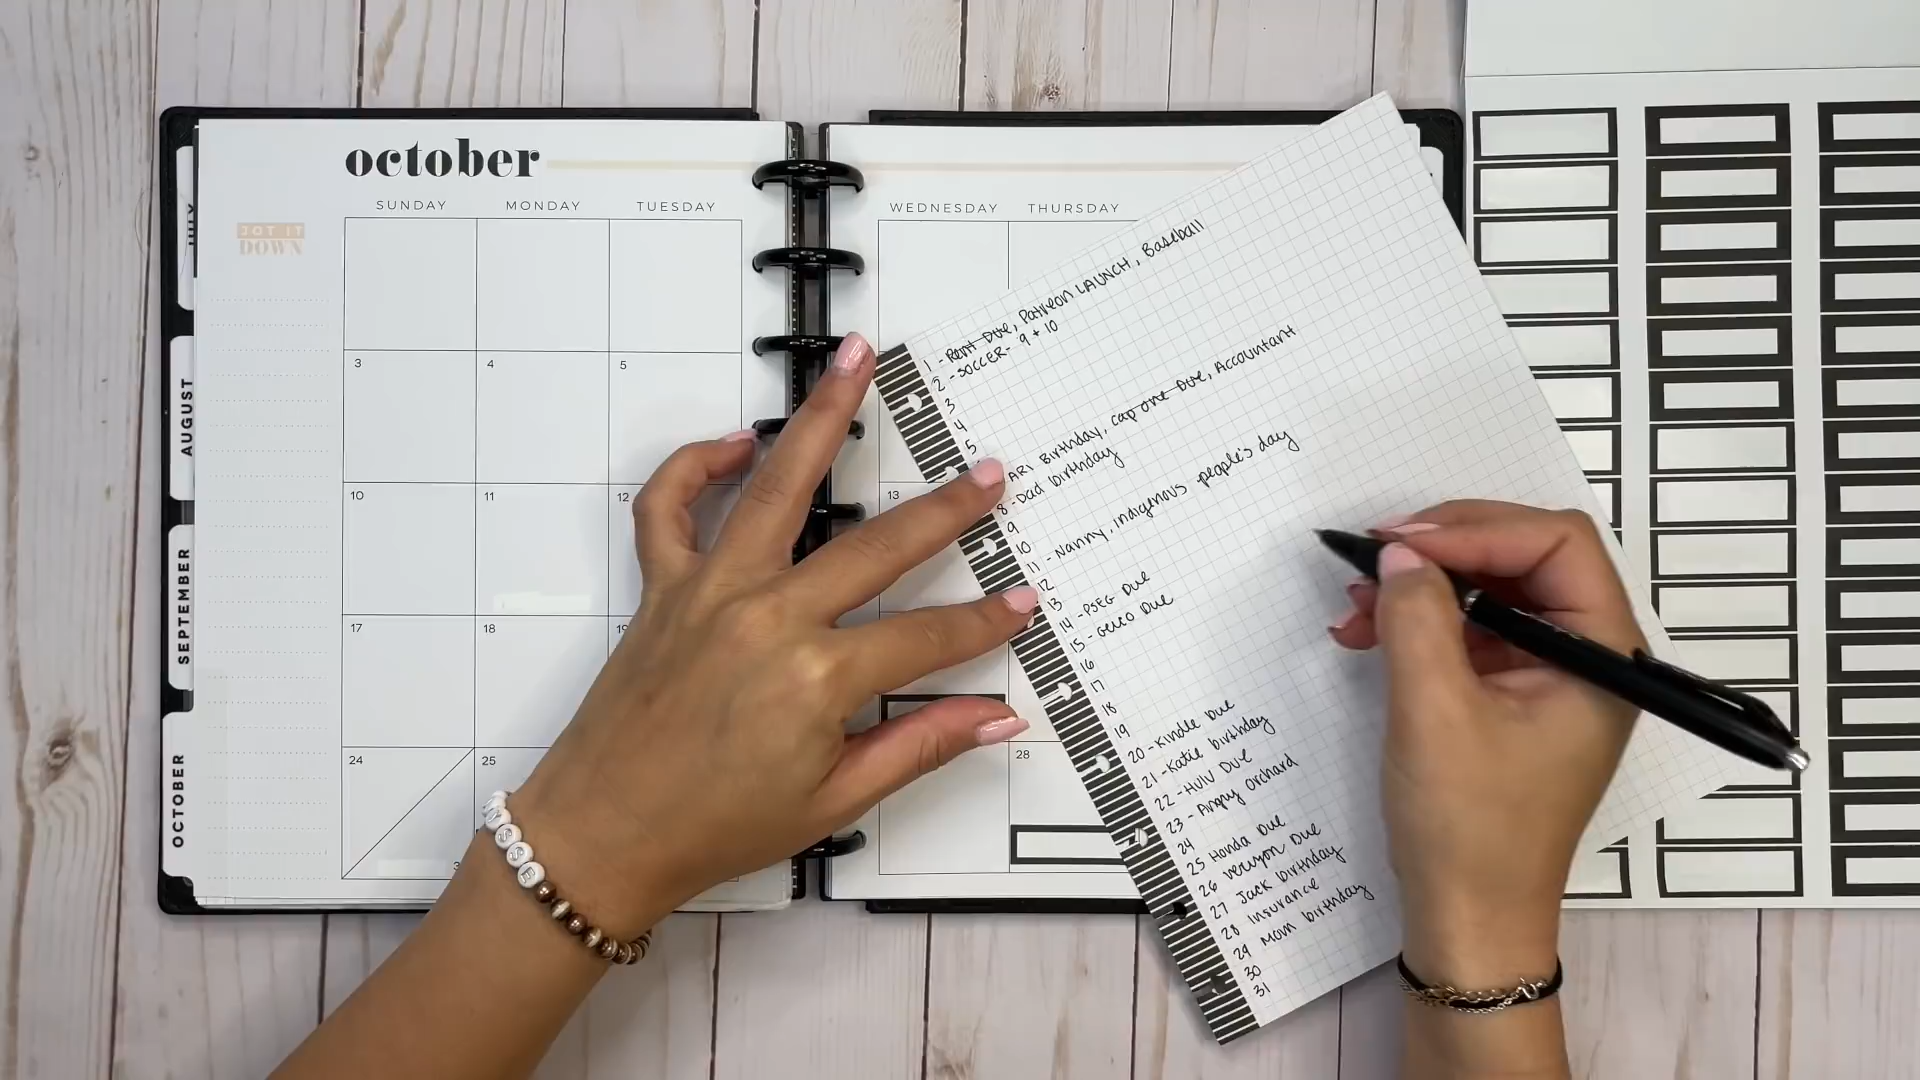 october
SUNDAY MONDAY TUESDAY
JOT IT
DOWN
3 4 5
10 11 12
17 18 19
24 25
AUGUST
SEPTEMBER
OCTOBER
WEDNESDAY THURSDAY
13
28
1 - Rent Due, Patreon LAUNCH, Baseball
2 - SOCCER - 9 + 10
3
4
5
ARI Birthday, cap one Due, Accountant
8 - Dad birthday
9
10
11 - Nanny, indigenous people's day
12
13
14 - PSEG Due
15 - Geico Due
16
17
18
19
20 - Kindle Due
21 - Katie birthday
22 - HULU DUE
23 - Angry Orchard
24
25 Honda Due
26 Verizon Due
27 Jack birthday
28 Insurance
29 Mom birthday
30
31